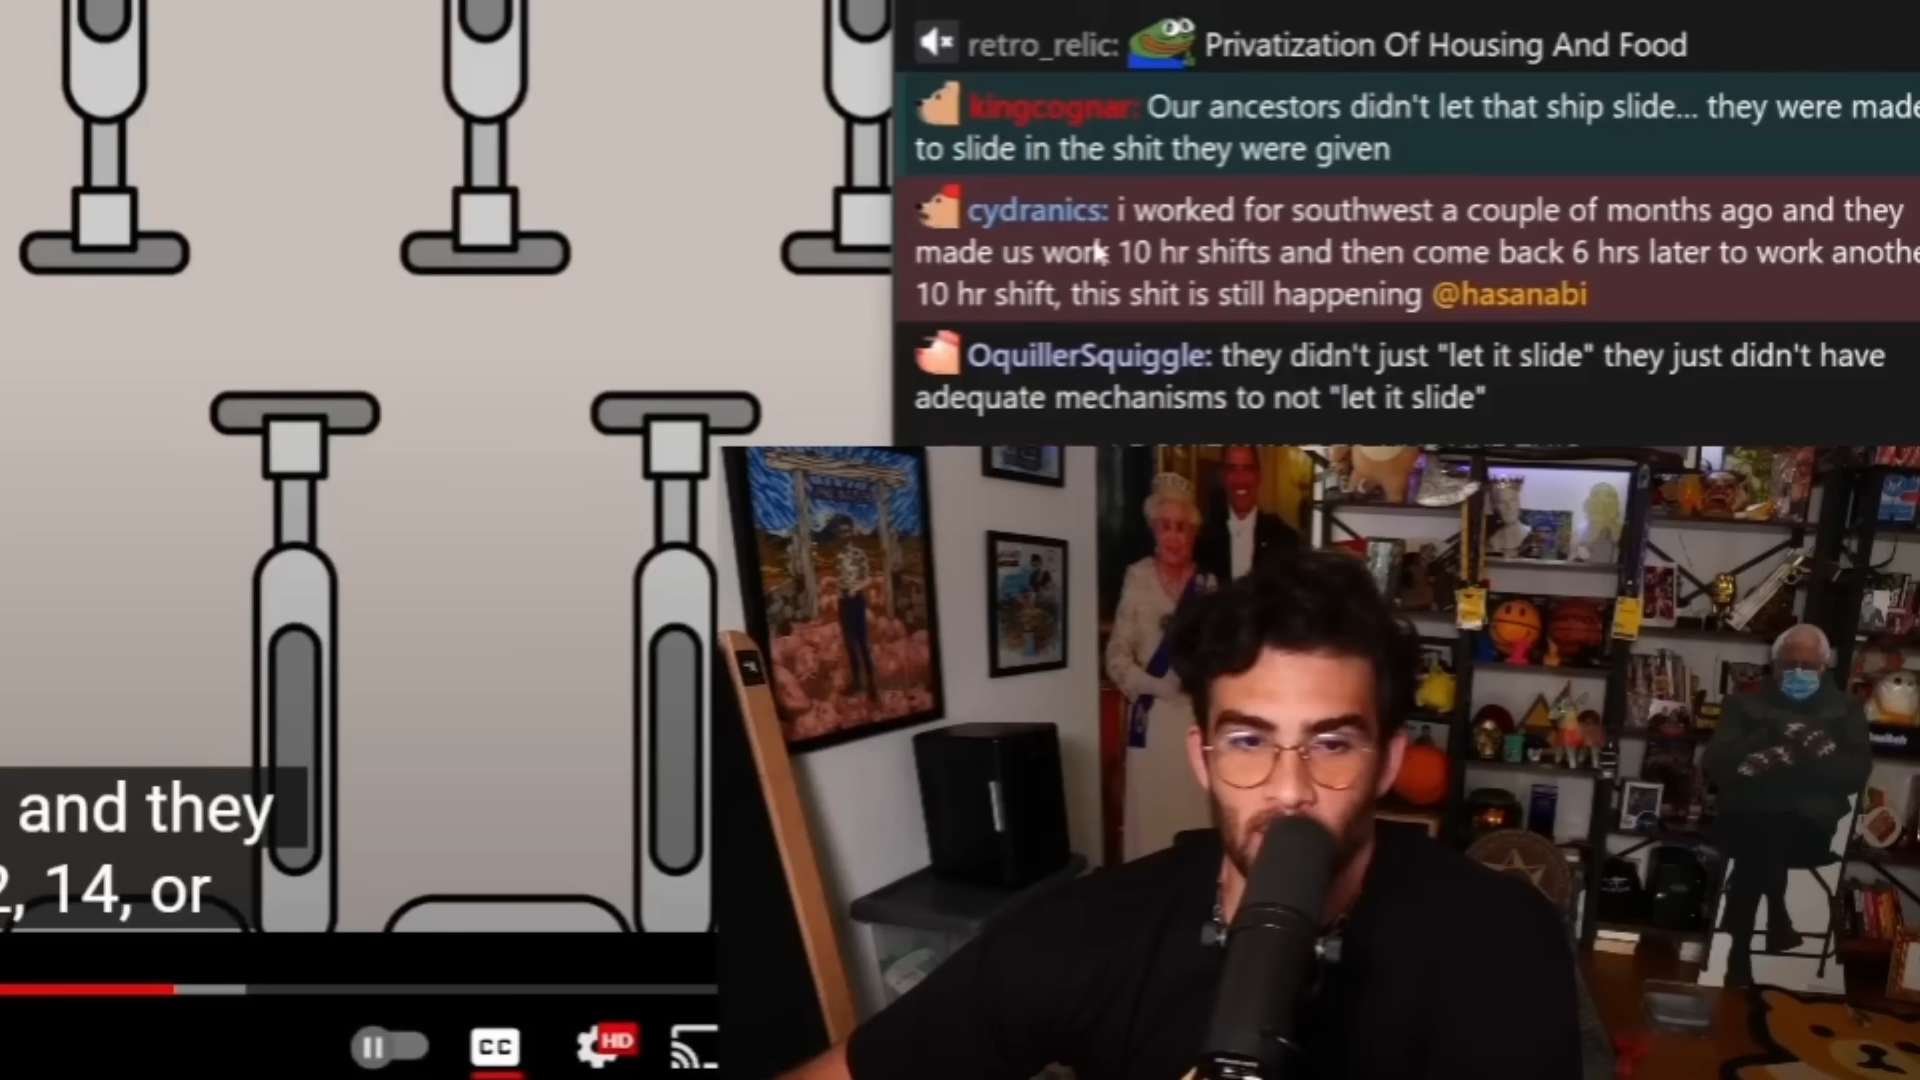 retro_relic: Privatization Of Housing And Food
kingcognar: Our ancestors didn't let that ship slide... they were made
to slide in the shit they were given
cydranics: i worked for southwest a couple of months ago and they
made us work 10 hr shifts and then come back 6 hrs later to work anothe
10 hr shift, this shit is still happening @hasanabi
OquillerSquiggle: they didn't just "let it slide" they just didn't have
adequate mechanisms to not "let it slide"
and they
2, 14, or
CC
HD